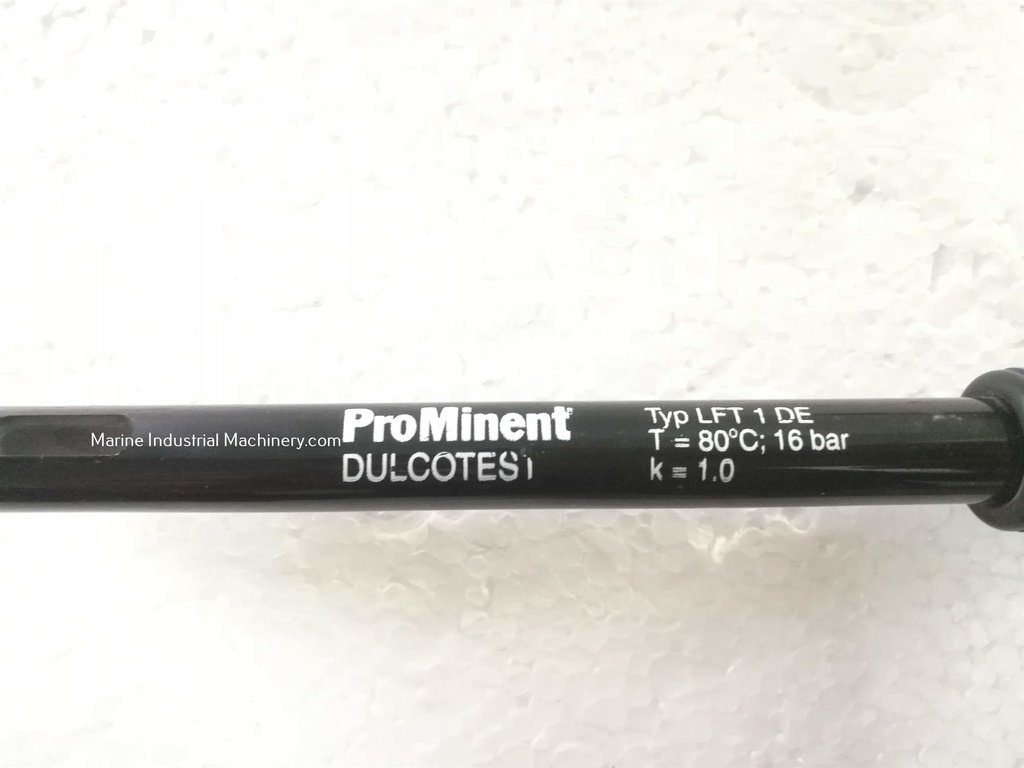 Marine Industrial Machinery.com
ProMinent®
DULCOTEST
Typ LFT 1 DE
T = 80°C; 16 bar
k = 1.0